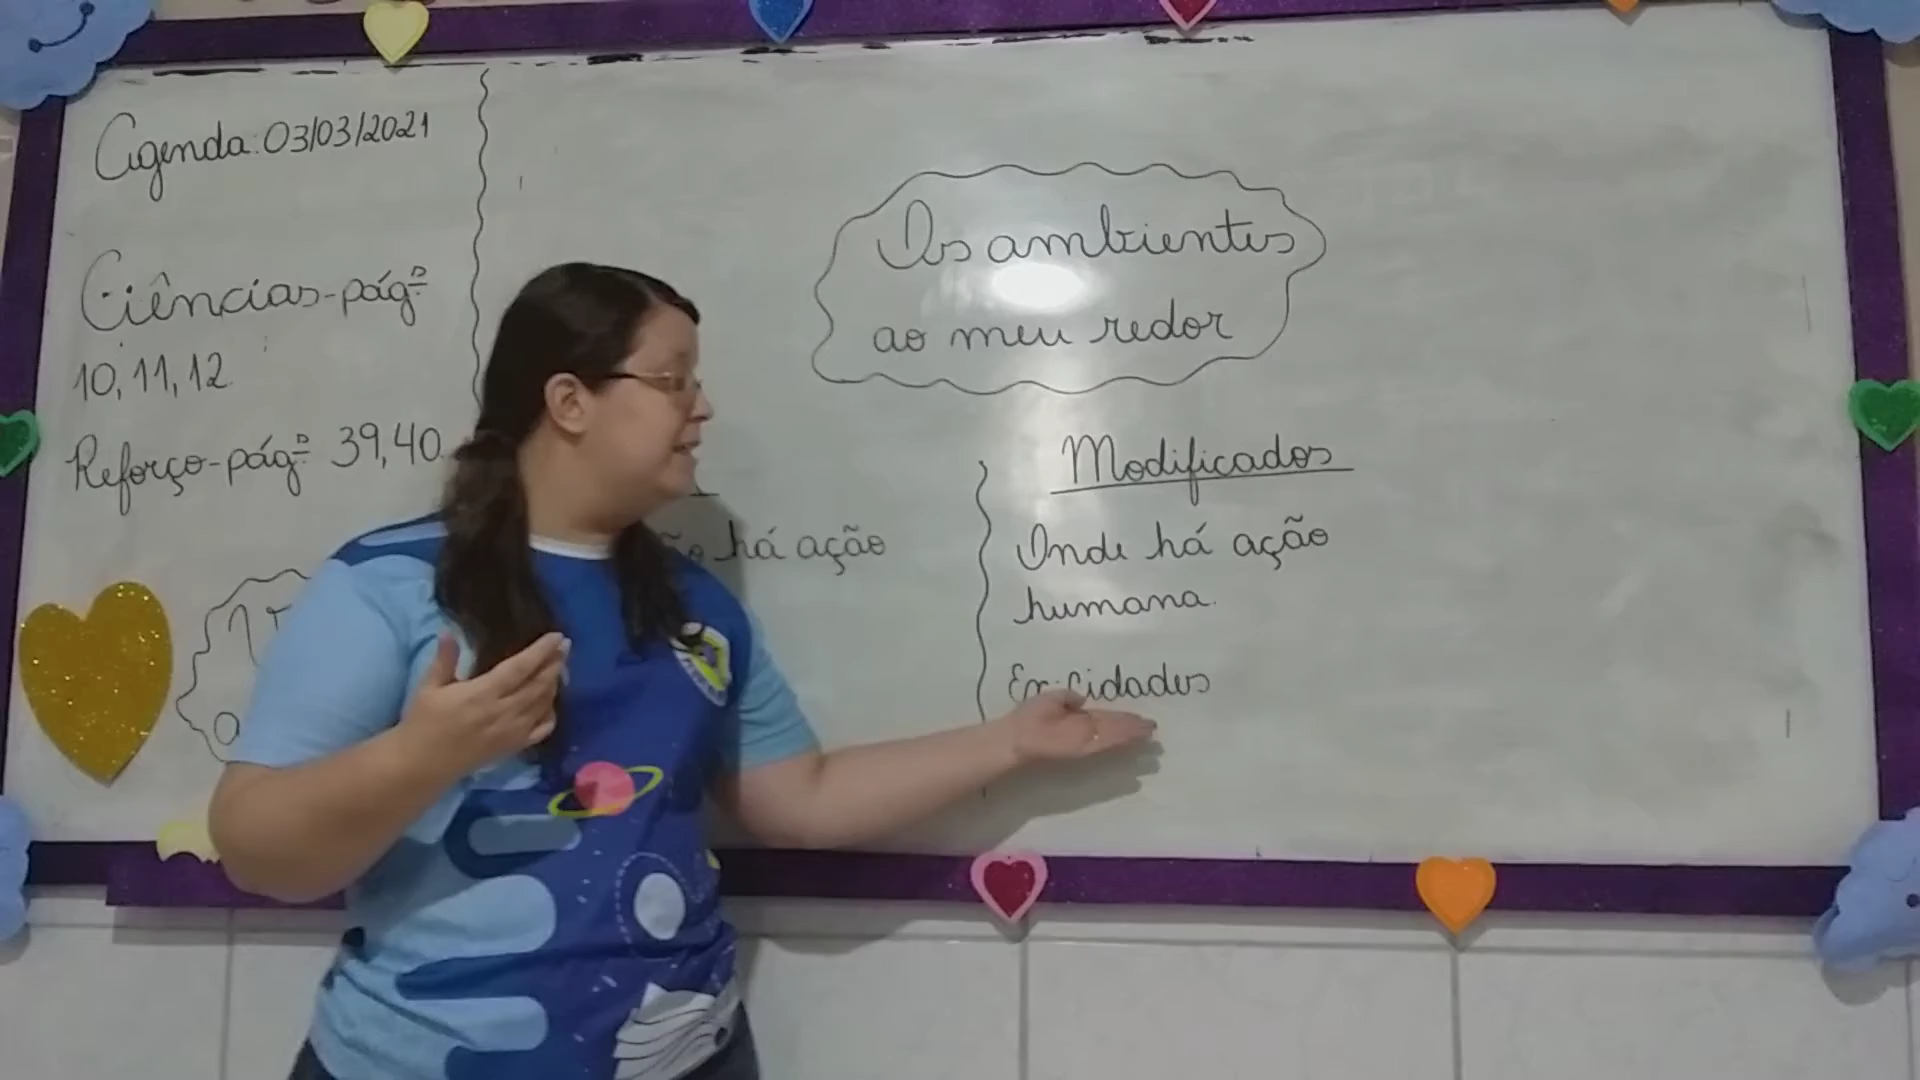 Agenda: 03/03/2021
Ciências - pág.
10, 11, 12.
Reforço - pág. 39, 40.
Os ambientes
ao meu redor
há ação
Modificados
Onde há ação
humana.
Ex: Cidades